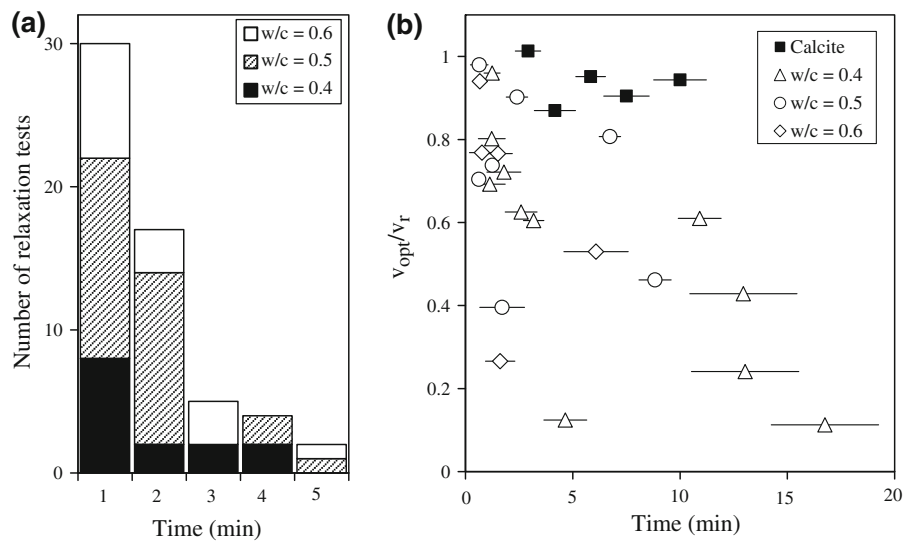 (a)
w/c = 0.6
w/c = 0.5
w/c = 0.4
Number of relaxation tests
30
20
10
0
1 2 3 4 5
Time (min)
(b)
Calcite
w/c = 0.4
w/c = 0.5
w/c = 0.6
vopt/vr
1
0.8
0.6
0.4
0.2
0
0 5 10 15 20
Time (min)